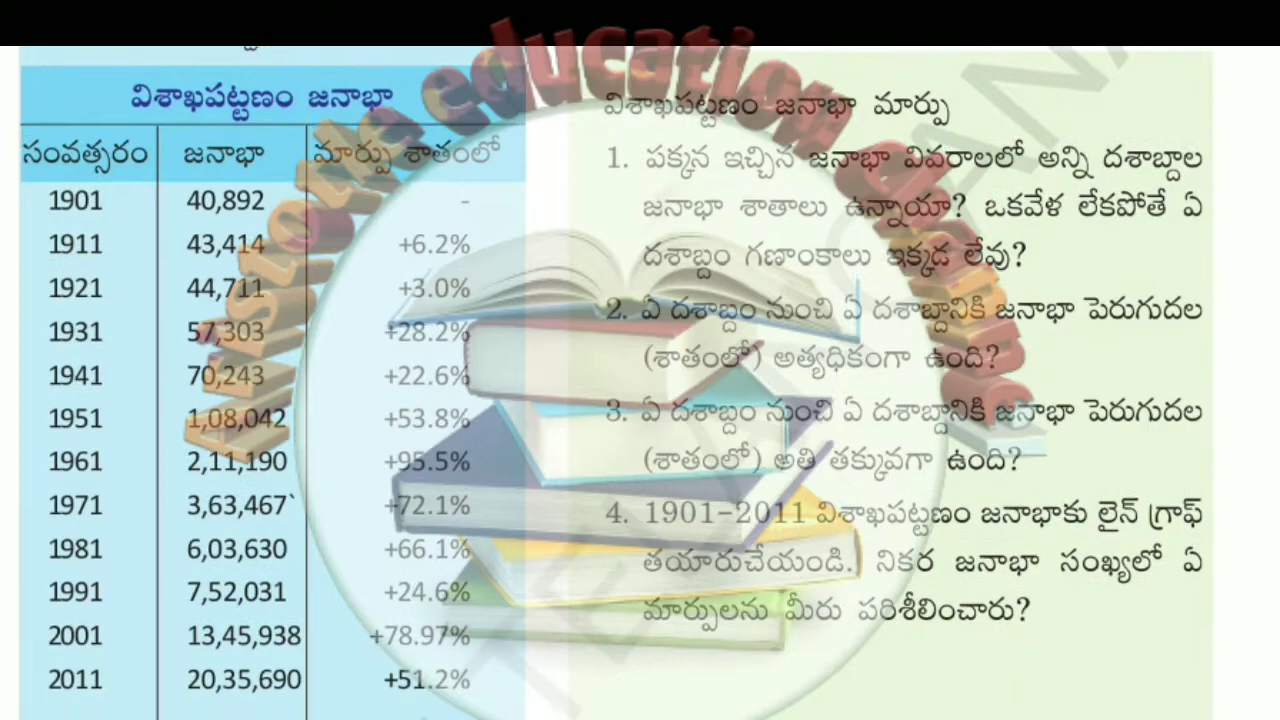 విశాఖపట్టణం జనాభా
సంవత్సరం జనాభా మార్పు శాతంలో
1901 40,892 -
1911 43,414 +6.2%
1921 44,711 +3.0%
1931 57,303 +28.2%
1941 70,243 +22.6%
1951 1,08,042 +53.8%
1961 2,11,190 +95.5%
1971 3,63,467` +72.1%
1981 6,03,630 +66.1%
1991 7,52,031 +24.6%
2001 13,45,938 +78.97%
2011 20,35,690 +51.2%
విశాఖపట్టణం జనాభా మార్పు
1. పక్కన ఇచ్చిన జనాభా వివరాలలో అన్ని దశాబ్దాల
జనాభా శాతాలు ఉన్నాయా? ఒకవేళ లేకపోతే ఏ
దశాబ్దం గణాంకాలు ఇక్కడ లేవు?
2. ఏ దశాబ్దం నుంచి ఏ దశాబ్దానికి జనాభా పెరుగుదల
(శాతంలో) అత్యధికంగా ఉంది?
3. ఏ దశాబ్దం నుంచి ఏ దశాబ్దానికి జనాభా పెరుగుదల
(శాతంలో) అతి తక్కువగా ఉంది?
4. 1901-2011 విశాఖపట్టణం జనాభాకు లైన్ గ్రాఫ్
తయారుచేయండి. నికర జనాభా సంఖ్యలో ఏ
మార్పులను మీరు పరిశీలించారు?
education